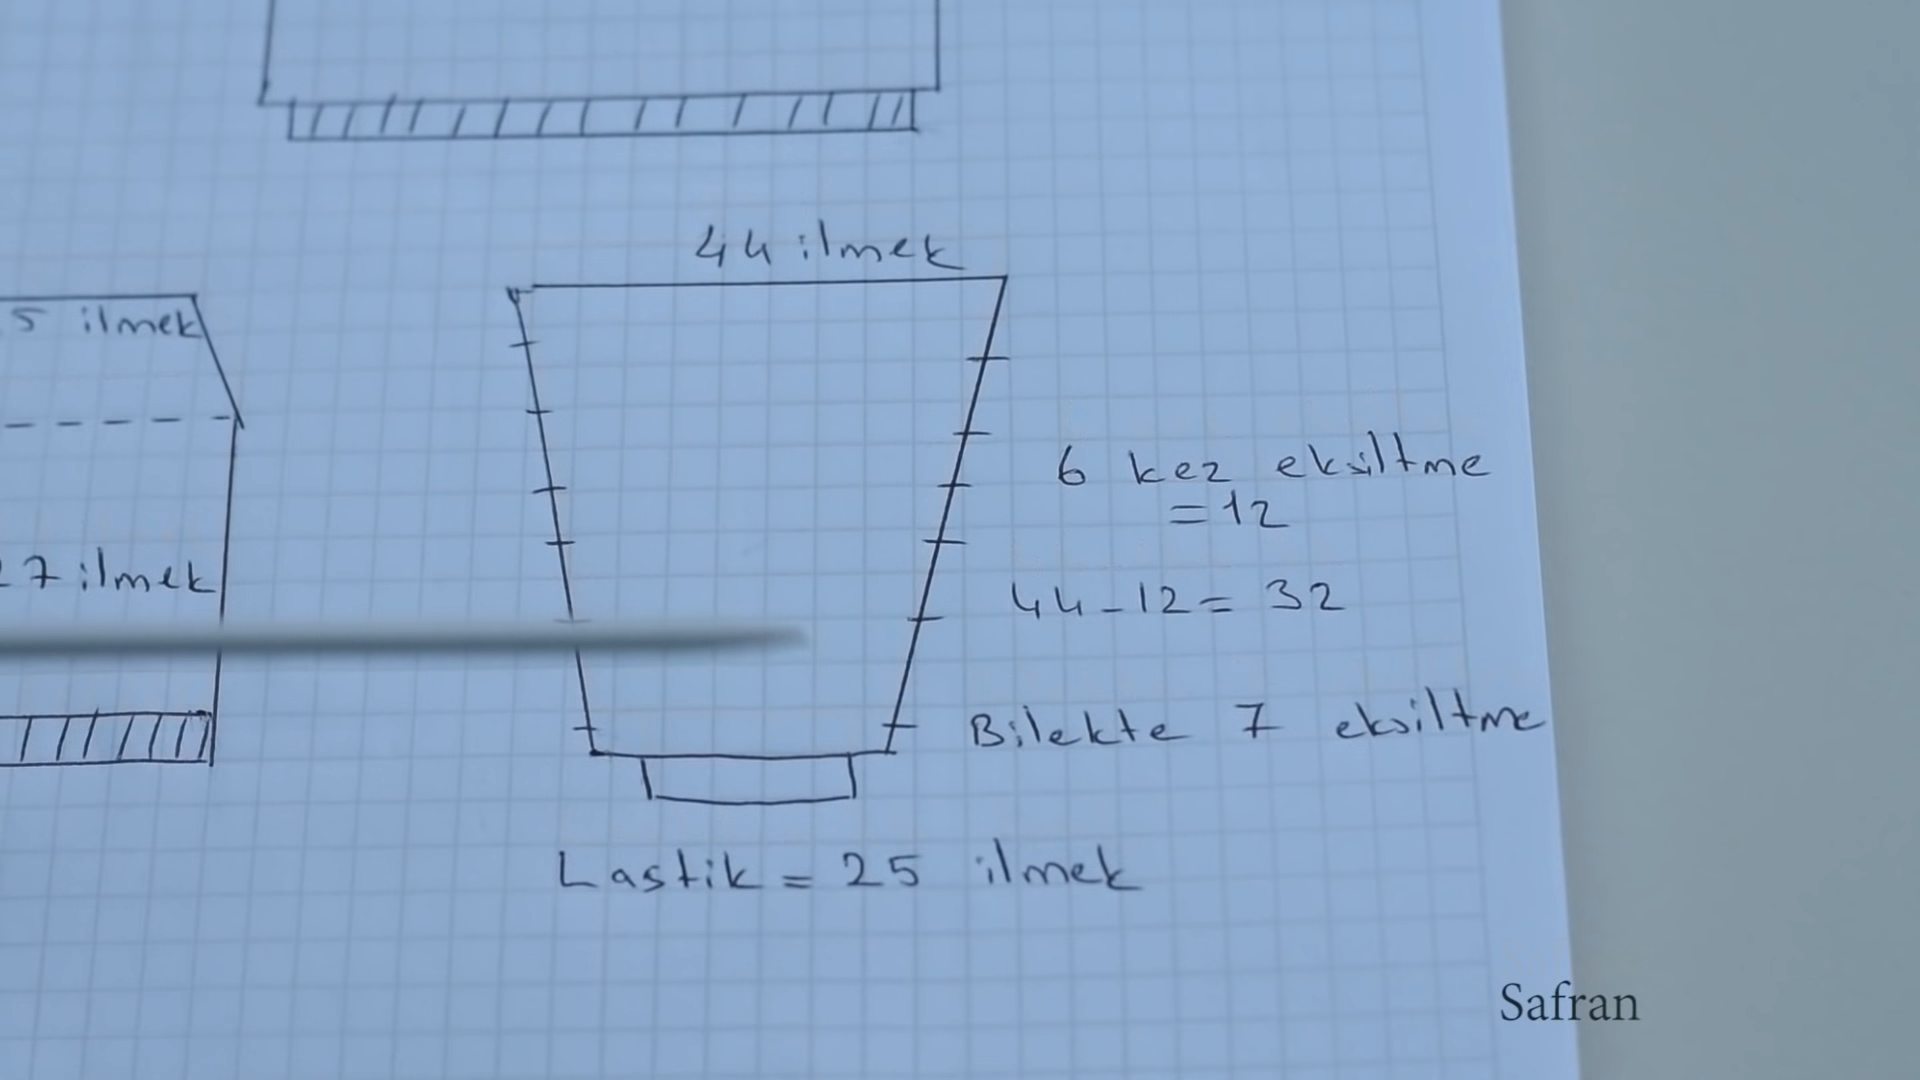 44 ilmek
5 ilmek
6 kez eksiltme
=12
7 ilmek
44-12= 32
Bilekte 7 eksiltme
Lastik = 25 ilmek
Safran